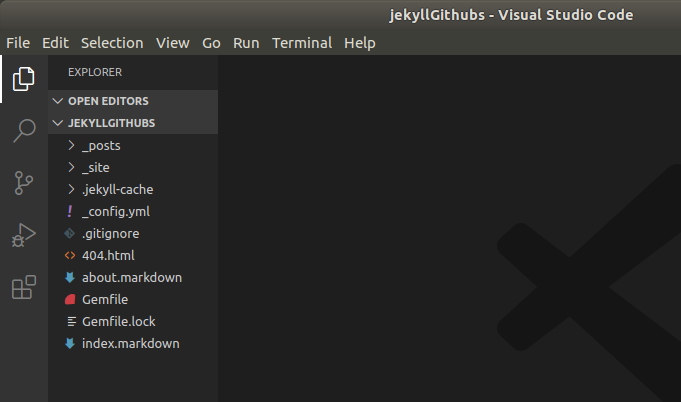 jekyllGithubs - Visual Studio Code
File Edit Selection View Go Run Terminal Help
EXPLORER
OPEN EDITORS
JEKYLLGITHUBS
_posts
_site
.jekyll-cache
_config.yml
.gitignore
404.html
about.markdown
Gemfile
Gemfile.lock
index.markdown